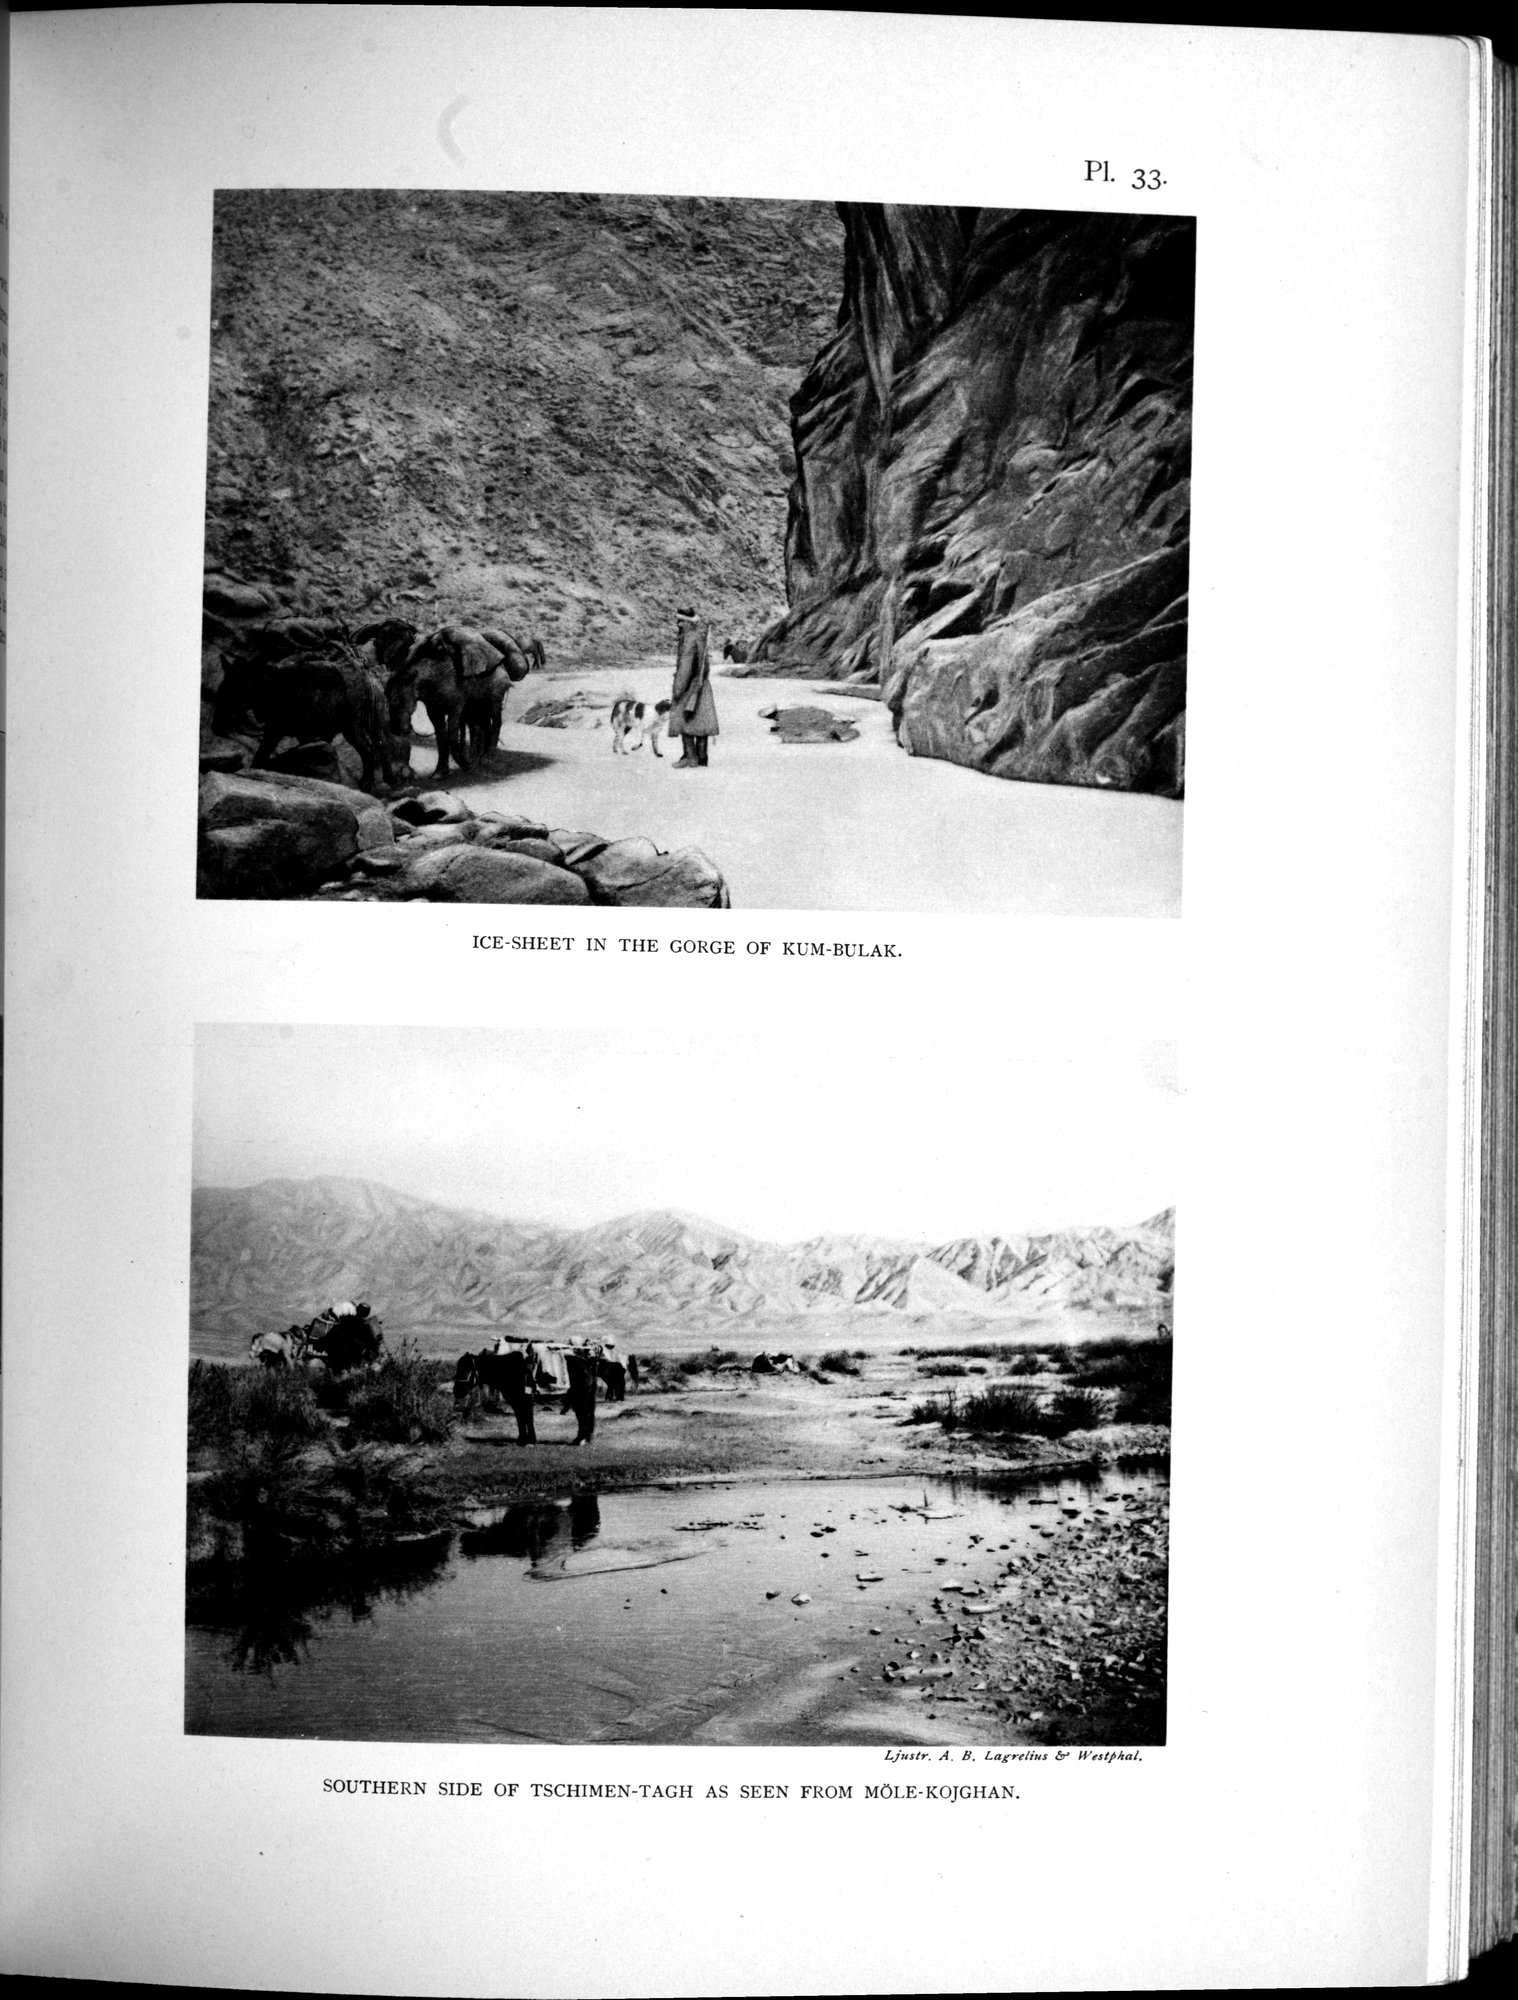 Pl. 33.
ICE-SHEET IN THE GORGE OF KUM-BULAK.
Ljustr. A. B. Lagrelius & Westphal.
SOUTHERN SIDE OF TSCHIMEN-TAGH AS SEEN FROM MÖLE-KOJGHAN.